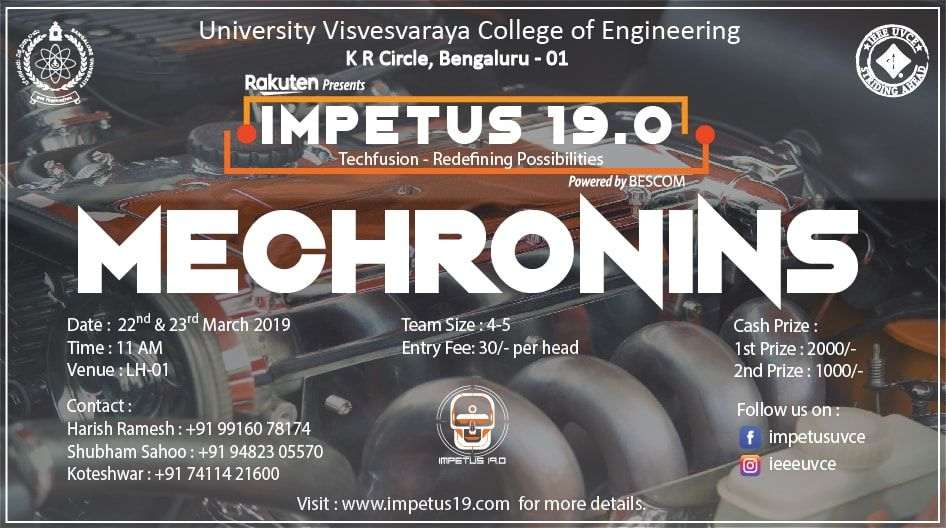 University Visvesvaraya College of Engineering
K R Circle, Bengaluru - 01
IEEE UVCE
STRIDING AHEAD
Rakuten Presents
IMPETUS 19.0
Techfusion - Redefining Possibilities
Powered by BESCOM
MECHRONINS
Date : 22nd & 23rd March 2019
Time : 11 AM
Venue : LH-01
Team Size : 4-5
Entry Fee: 30/- per head
Cash Prize :
1st Prize : 2000/-
2nd Prize : 1000/-
Contact :
Harish Ramesh : +91 99160 78174
Shubham Sahoo : +91 94823 05570
Koteshwar : +91 74114 21600
IMPETUS 19.0
Follow us on :
impetusuvce
ieeeuvce
Visit : www.impetus19.com for more details.